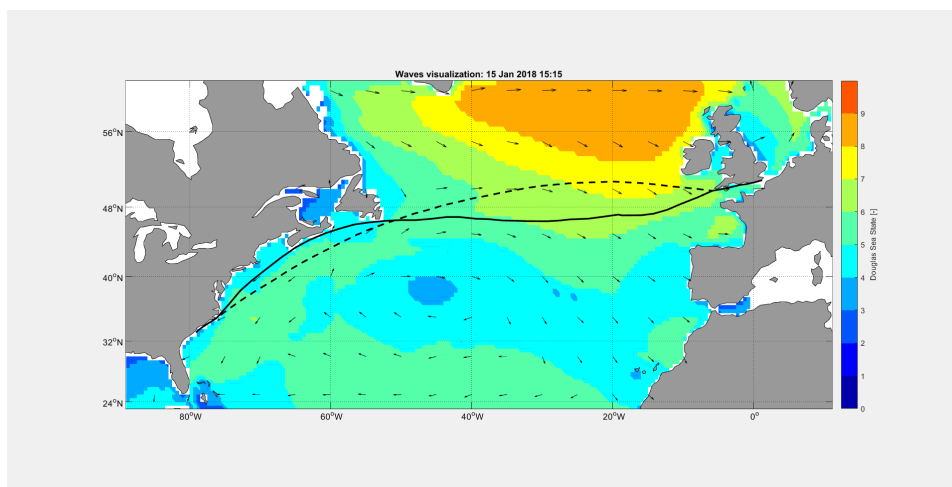 Waves visualization: 15 Jan 2018 15:15
56°N
48°N
40°N
32°N
24°N
80°W
60°W
40°W
20°W
0°
9
8
7
6
5
4
3
2
1
0
Douglas Sea State [-]